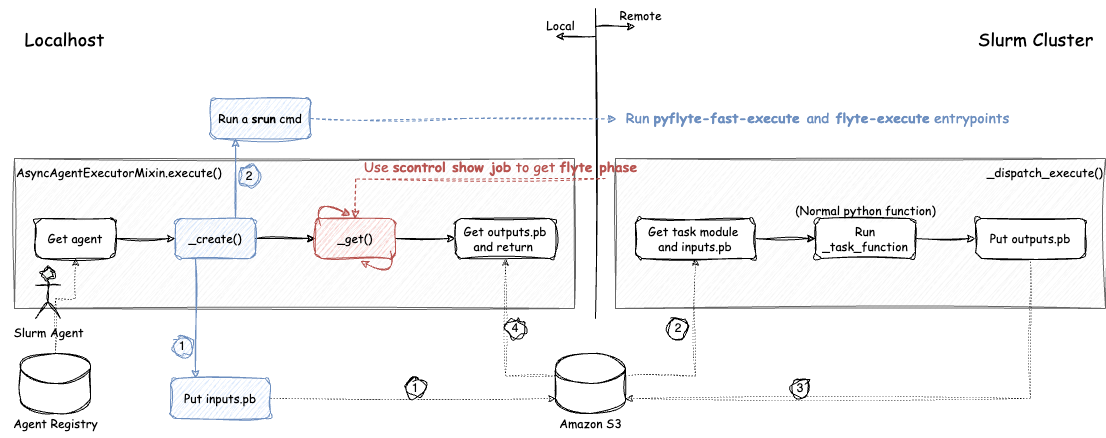 Remote
Local
Localhost
Slurm Cluster
Run a srun cmd
Run pyflyte-fast-execute and flyte-execute entrypoints
AsyncAgentExecutorMixin.execute()
2
Use scontrol show job to get flyte phase
_dispatch_execute()
(Normal python function)
Get agent
_create()
_get()
Get outputs.pb
and return
Get task module
and inputs.pb
Run
_task_function
Put outputs.pb
Slurm Agent
1
4
2
Put inputs.pb
1
3
Agent Registry
Amazon S3